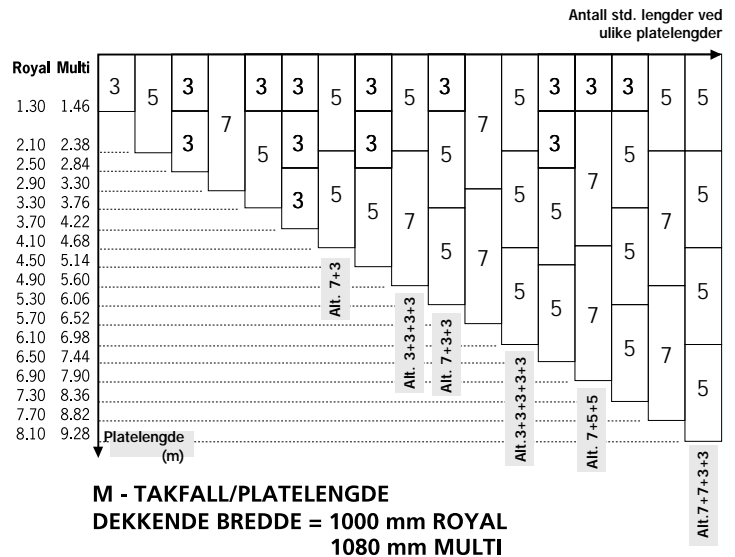 Antall std. lengder ved
ulike platelengder
Royal Multi
3 5 3 7 3 3 5 3 5 3 7 5 3 3 3 5 5
1.30 1.46
3 5 3 3 3 5
2.10 2.38
2.50 2.84
2.90 3.30
3 5 5 7 5 5 5 7 7 5
3.30 3.76
3.70 4.22
4.10 4.68
5 7 5
4.50 5.14
4.90 5.60
5 5 7 5
5.30 6.06
5.70 6.52
6.10 6.98
6.50 7.44
5 7
6.90 7.90
5
7.30 8.36
7.70 8.82
8.10 9.28
Alt. 7+3
Alt. 3+3+3+3
Alt. 7+3+3
Alt.3+3+3+3+3
Alt. 7+5+5
Alt.7+7+3+3
Platelengde
(m)
M - TAKFALL/PLATELENGDE
DEKKENDE BREDDE = 1000 mm ROYAL
1080 mm MULTI